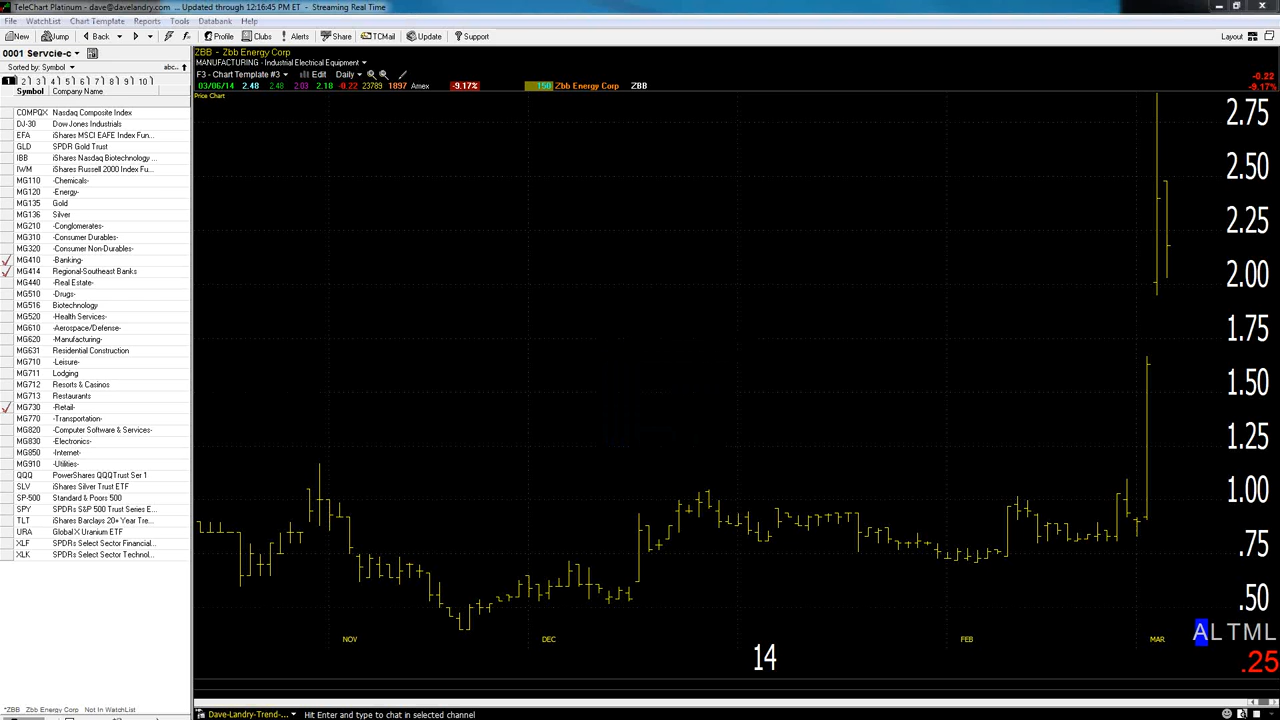 TeleChart Platinum - dave@davelandry.com ... Updated through 12:16:45 PM ET - Streaming Real Time
File WatchList Chart Template Reports Tools Databank Help
New Jump Back Profile Clubs Alerts Share TCMail Update Support Layout
0001 Servcie-c
Sorted by: Symbol abc..
1 2 3 4 5 6 7 8 9 10
Symbol Company Name
COMPQX Nasdaq Composite Index
DJ-30 Dow Jones Industrials
EFA iShares MSCI EAFE Index Fun...
GLD SPDR Gold Trust
IBB iShares Nasdaq Biotechnology ...
IWM iShares Russell 2000 Index Fu...
MG110 -Chemicals-
MG120 -Energy-
MG135 Gold
MG136 Silver
MG210 -Conglomerates-
MG310 -Consumer Durables-
MG320 -Consumer Non-Durables-
MG410 -Banking-
MG414 Regional-Southeast Banks
MG440 -Real Estate-
MG510 -Drugs-
MG516 Biotechnology
MG520 -Health Services-
MG610 -Aerospace/Defense-
MG620 -Manufacturing-
MG631 Residential Construction
MG710 -Leisure-
MG711 Lodging
MG712 Resorts & Casinos
MG713 Restaurants
MG730 -Retail-
MG770 -Transportation-
MG820 -Computer Software & Services-
MG830 -Electronics-
MG850 -Internet-
MG910 -Utilities-
QQQ PowerShares QQQTrust Ser 1
SLV iShares Silver Trust ETF
SP-500 Standard & Poors 500
SPY SPDRs S&P 500 Trust Series E...
TLT iShares Barclays 20+ Year Tre...
URA Global X Uranium ETF
XLF SPDRs Select Sector Financial...
XLK SPDRs Select Sector Technol...
*ZBB Zbb Energy Corp Not In WatchList
ZBB - Zbb Energy Corp
MANUFACTURING - Industrial Electrical Equipment
F3 - Chart Template #3 Edit Daily
03/06/14 2.48 2.48 2.03 2.18 -0.22 23789 1897 Amex -9.17% 150 Zbb Energy Corp ZBB
-0.22
-9.17%
Price Chart
2.75
2.50
2.25
2.00
1.75
1.50
1.25
1.00
.75
.50
ALTML
.25
NOV DEC FEB MAR
14
Dave-Landry-Trend-... Hit Enter and type to chat in selected channel